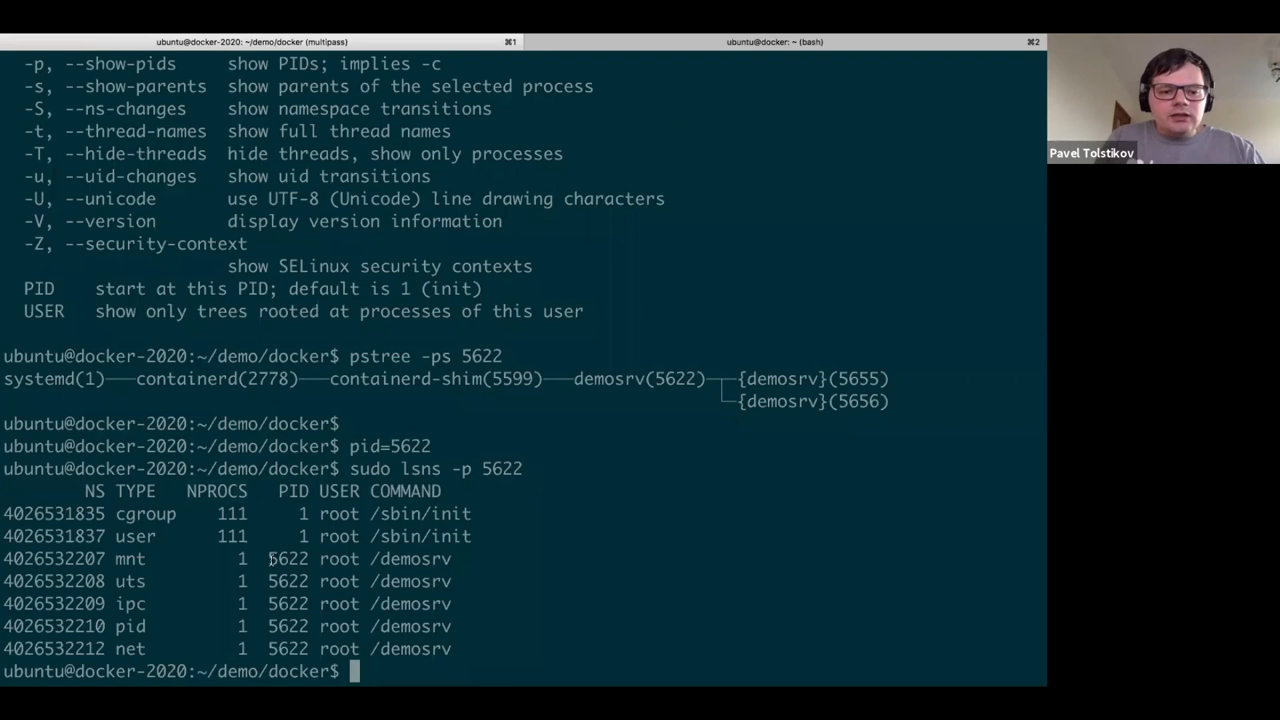 ubuntu@docker-2020: ~/demo/docker (multipass) ⌘1 ubuntu@docker: ~ (bash) ⌘2
-p, --show-pids show PIDs; implies -c
-s, --show-parents show parents of the selected process
-S, --ns-changes show namespace transitions
-t, --thread-names show full thread names
-T, --hide-threads hide threads, show only processes
-u, --uid-changes show uid transitions
-U, --unicode use UTF-8 (Unicode) line drawing characters
-V, --version display version information
-Z, --security-context
show SELinux security contexts
PID start at this PID; default is 1 (init)
USER show only trees rooted at processes of this user
ubuntu@docker-2020:~/demo/docker$ pstree -ps 5622
systemd(1)───containerd(2778)───containerd-shim(5599)───demosrv(5622)─┬─{demosrv}(5655)
└─{demosrv}(5656)
ubuntu@docker-2020:~/demo/docker$
ubuntu@docker-2020:~/demo/docker$ pid=5622
ubuntu@docker-2020:~/demo/docker$ sudo lsns -p 5622
NS TYPE NPROCS PID USER COMMAND
4026531835 cgroup 111 1 root /sbin/init
4026531837 user 111 1 root /sbin/init
4026532207 mnt 1 5622 root /demosrv
4026532208 uts 1 5622 root /demosrv
4026532209 ipc 1 5622 root /demosrv
4026532210 pid 1 5622 root /demosrv
4026532212 net 1 5622 root /demosrv
ubuntu@docker-2020:~/demo/docker$
Pavel Tolstikov